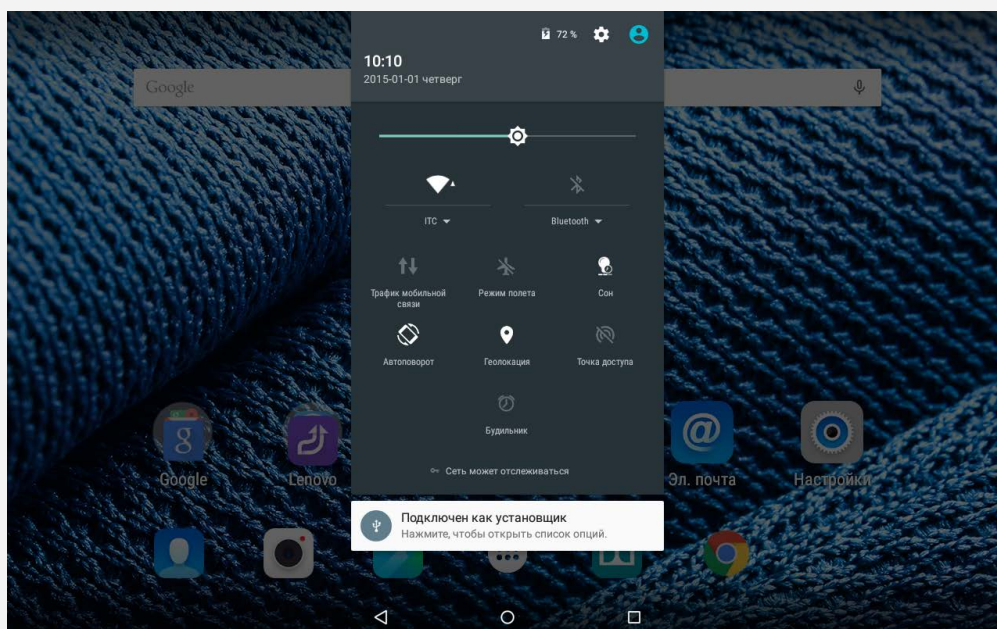 72 %
10:10
2015-01-01 четверг
Google
ITC
Bluetooth
Трафик мобильной
связи
Режим полета
Сон
Автоповорот
Геолокация
Точка доступа
Будильник
Сеть может отслеживаться
Google
Lenovo
Эл. почта
Настройки
Подключен как установщик
Нажмите, чтобы открыть список опций.